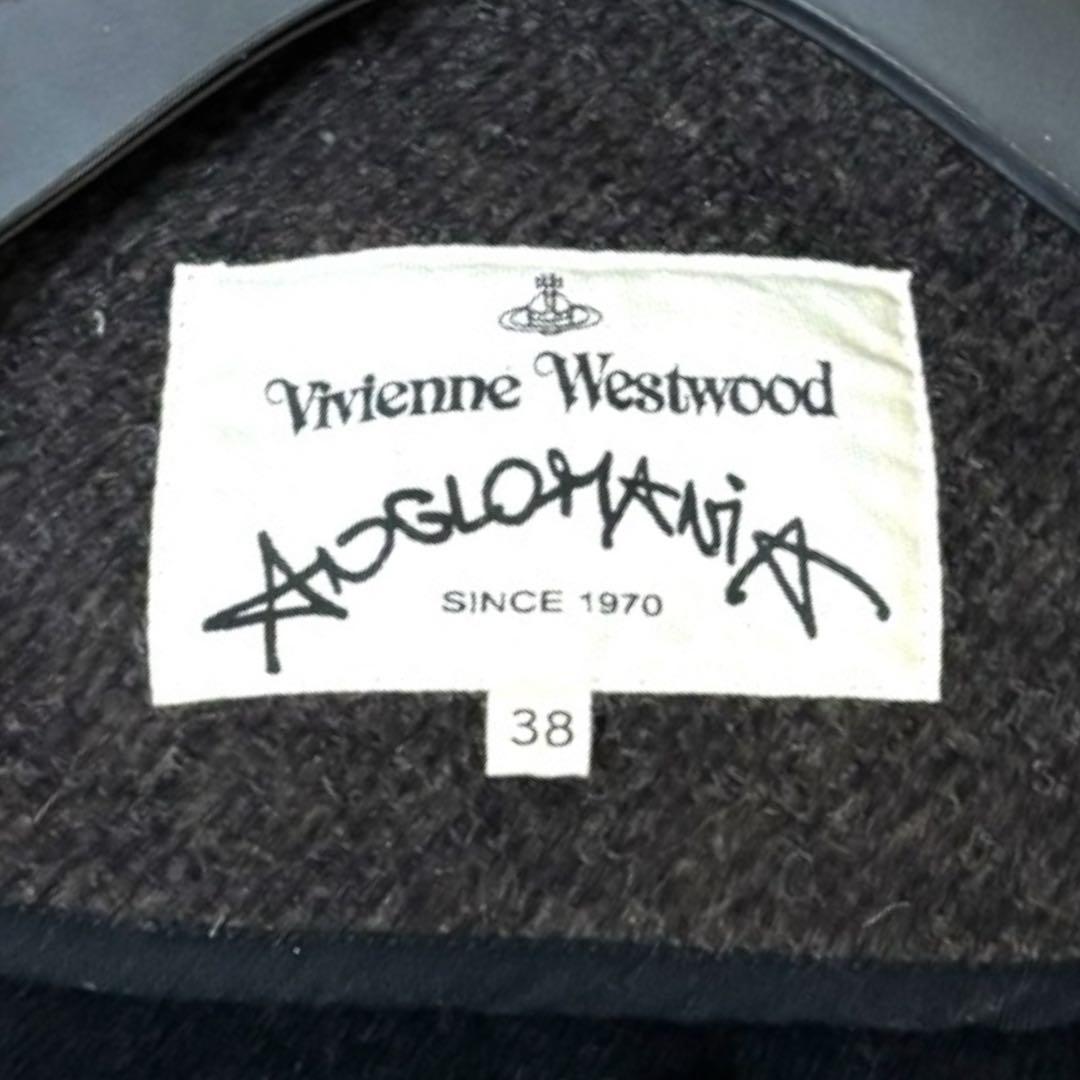 Vivienne Westwood
ANGLOMANiA
SINCE 1970
38